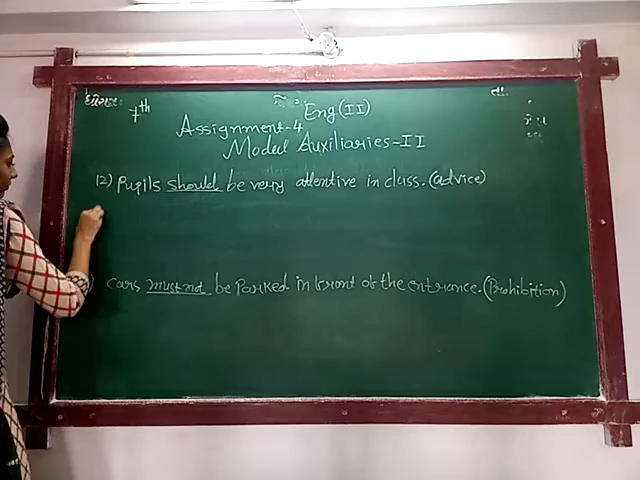 ધોરણ: 7th
Eng(II)
તા.
Assignment-4
Model Auxiliaries-II
12) Pupils should be very attentive in class. (advice)
) Cars must not be Parked in front of the entrance. (Prohibition)